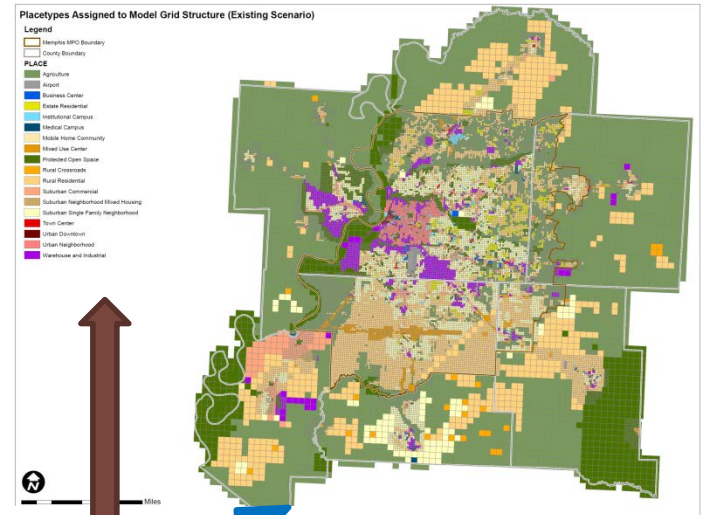 Placetypes Assigned to Model Grid Structure (Existing Scenario)
Legend
Memphis MPO Boundary
County Boundary
PLACE
Agriculture
Airport
Business Center
Estate Residential
Institutional Campus
Medical Campus
Mobile Home Community
Mixed Use Center
Protected Open Space
Rural Crossroads
Rural Residential
Suburban Commercial
Suburban Neighborhood Mixed Housing
Suburban Single Family Neighborhood
Town Center
Urban Downtown
Urban Neighborhood
Warehouse and Industrial
N
Miles